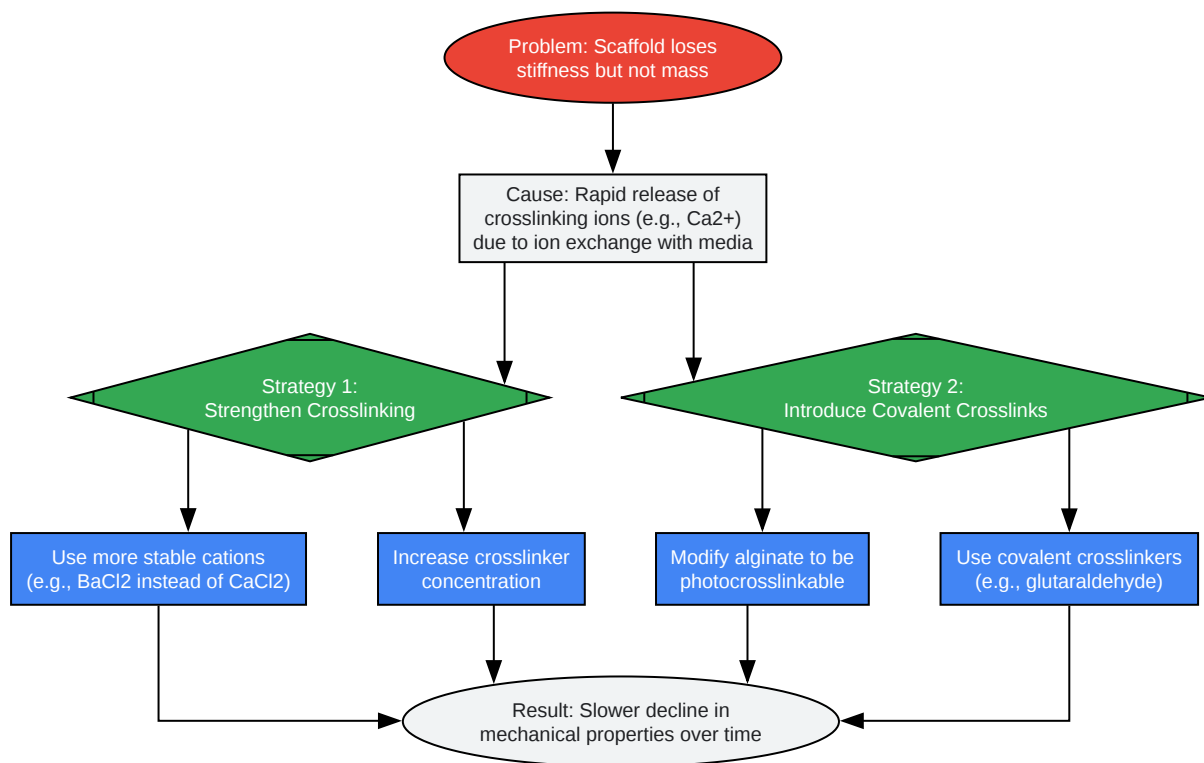 Problem: Scaffold loses
stiffness but not mass
Cause: Rapid release of
crosslinking ions (e.g., Ca2+)
due to ion exchange with media
Strategy 1:
Strengthen Crosslinking
Strategy 2:
Introduce Covalent Crosslinks
Use more stable cations
(e.g., BaCl2 instead of CaCl2)
Increase crosslinker
concentration
Modify alginate to be
photocrosslinkable
Use covalent crosslinkers
(e.g., glutaraldehyde)
Result: Slower decline in
mechanical properties over time